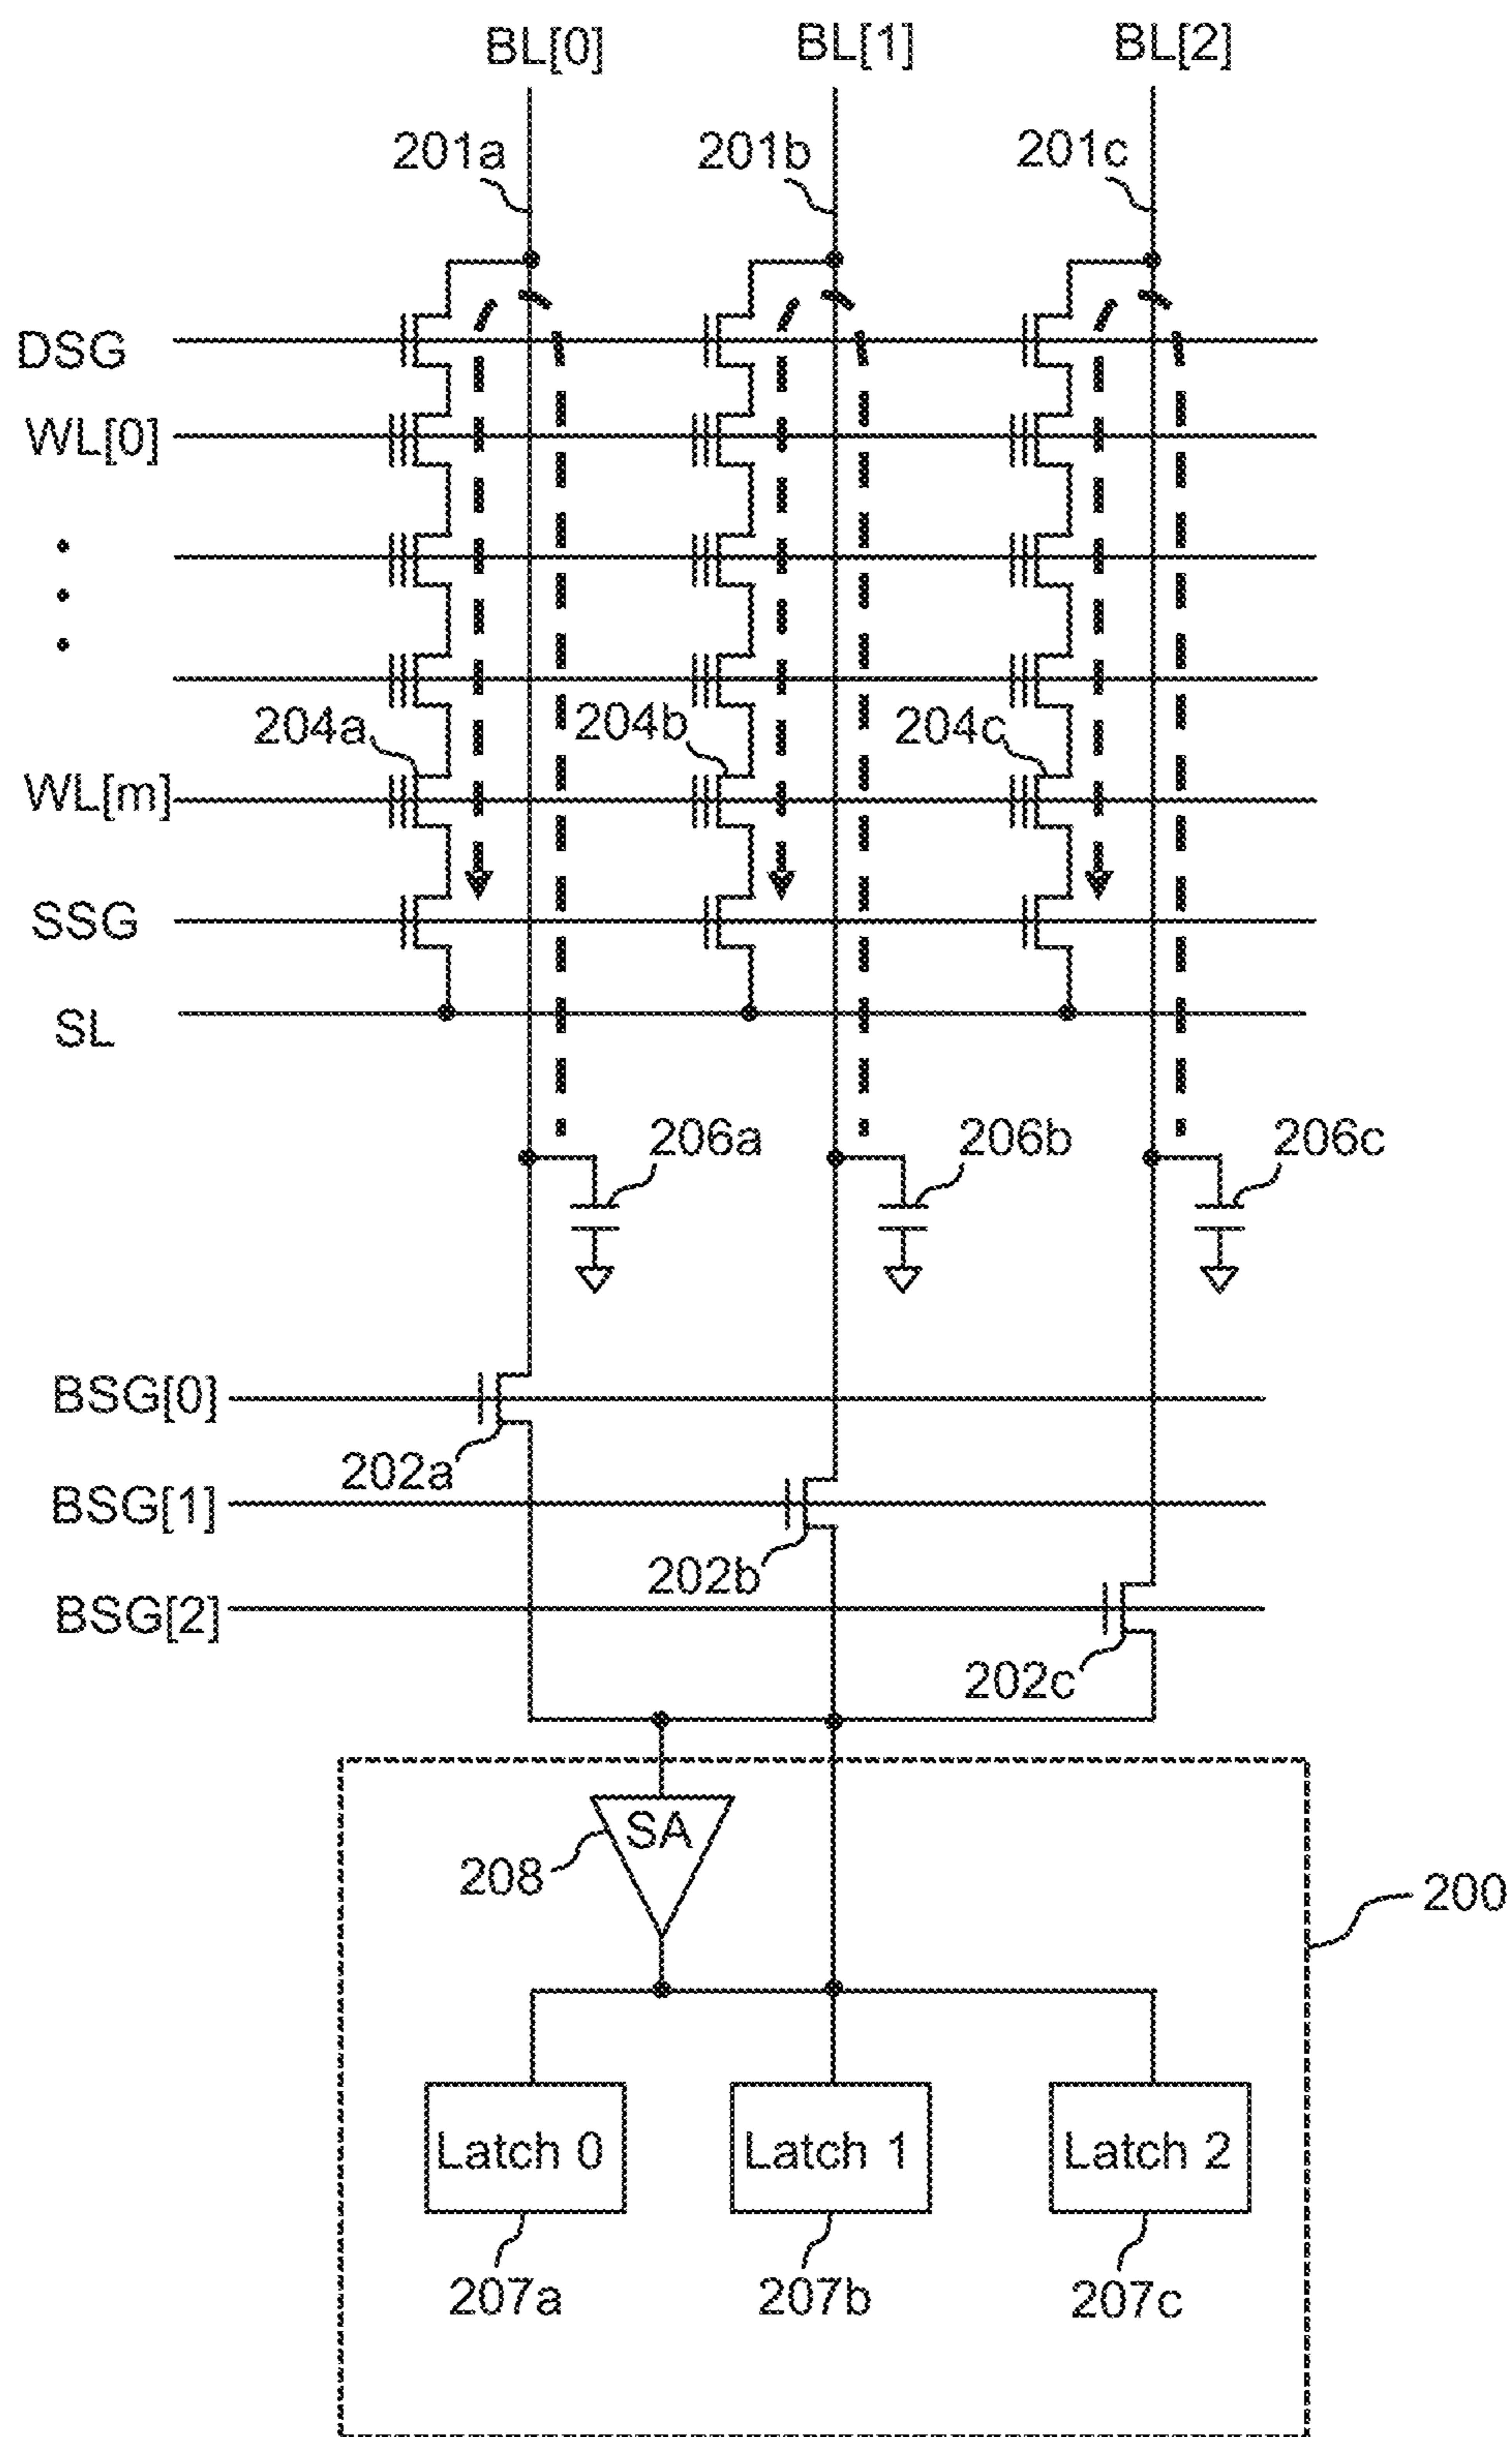 BL[0] BL[1] BL[2]
201a 201b 201c
DSG
WL[0]
204a 204b 204c
WL[m]
SSG
SL
206a 206b 206c
BSG[0]
202a
BSG[1]
202b
BSG[2]
202c
SA
208
200
Latch 0 Latch 1 Latch 2
207a 207b 207c